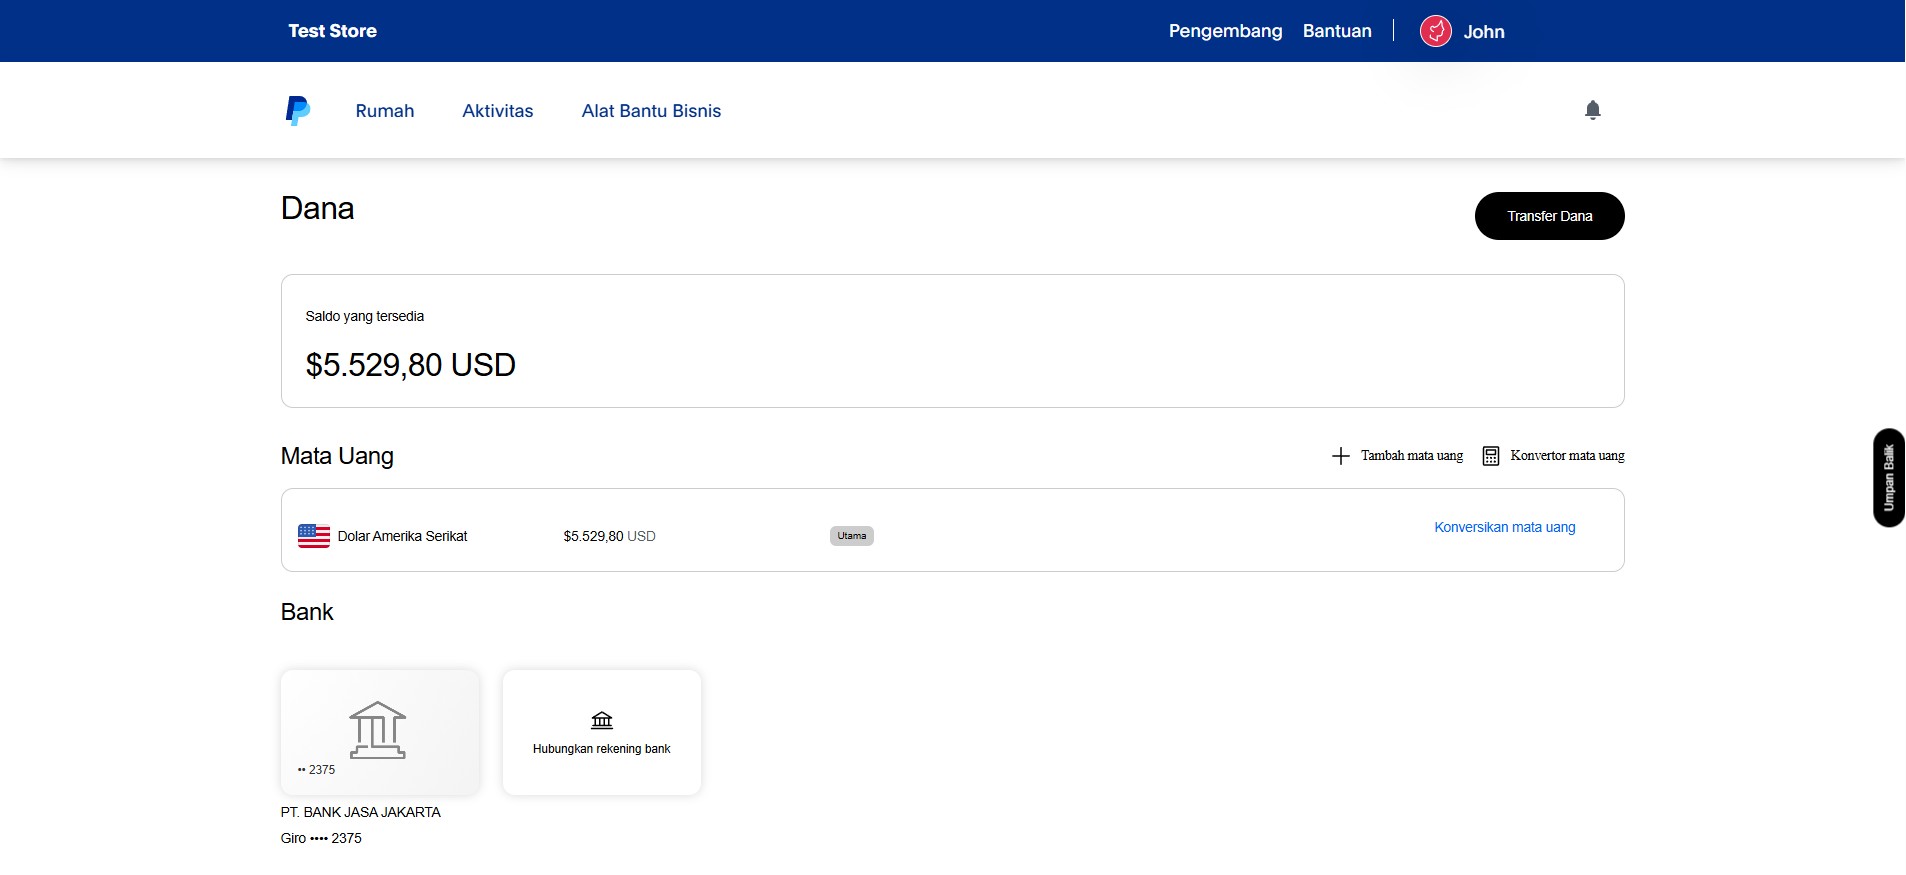 Test Store
Pengembang
Bantuan
John
Rumah
Aktivitas
Alat Bantu Bisnis
Dana
Transfer Dana
Saldo yang tersedia
$5.529,80 USD
Mata Uang
Tambah mata uang
Konvertor mata uang
Dolar Amerika Serikat
$5.529,80 USD
Utama
Konversikan mata uang
Umpan Balik
Bank
•• 2375
Hubungkan rekening bank
PT. BANK JASA JAKARTA
Giro •••• 2375